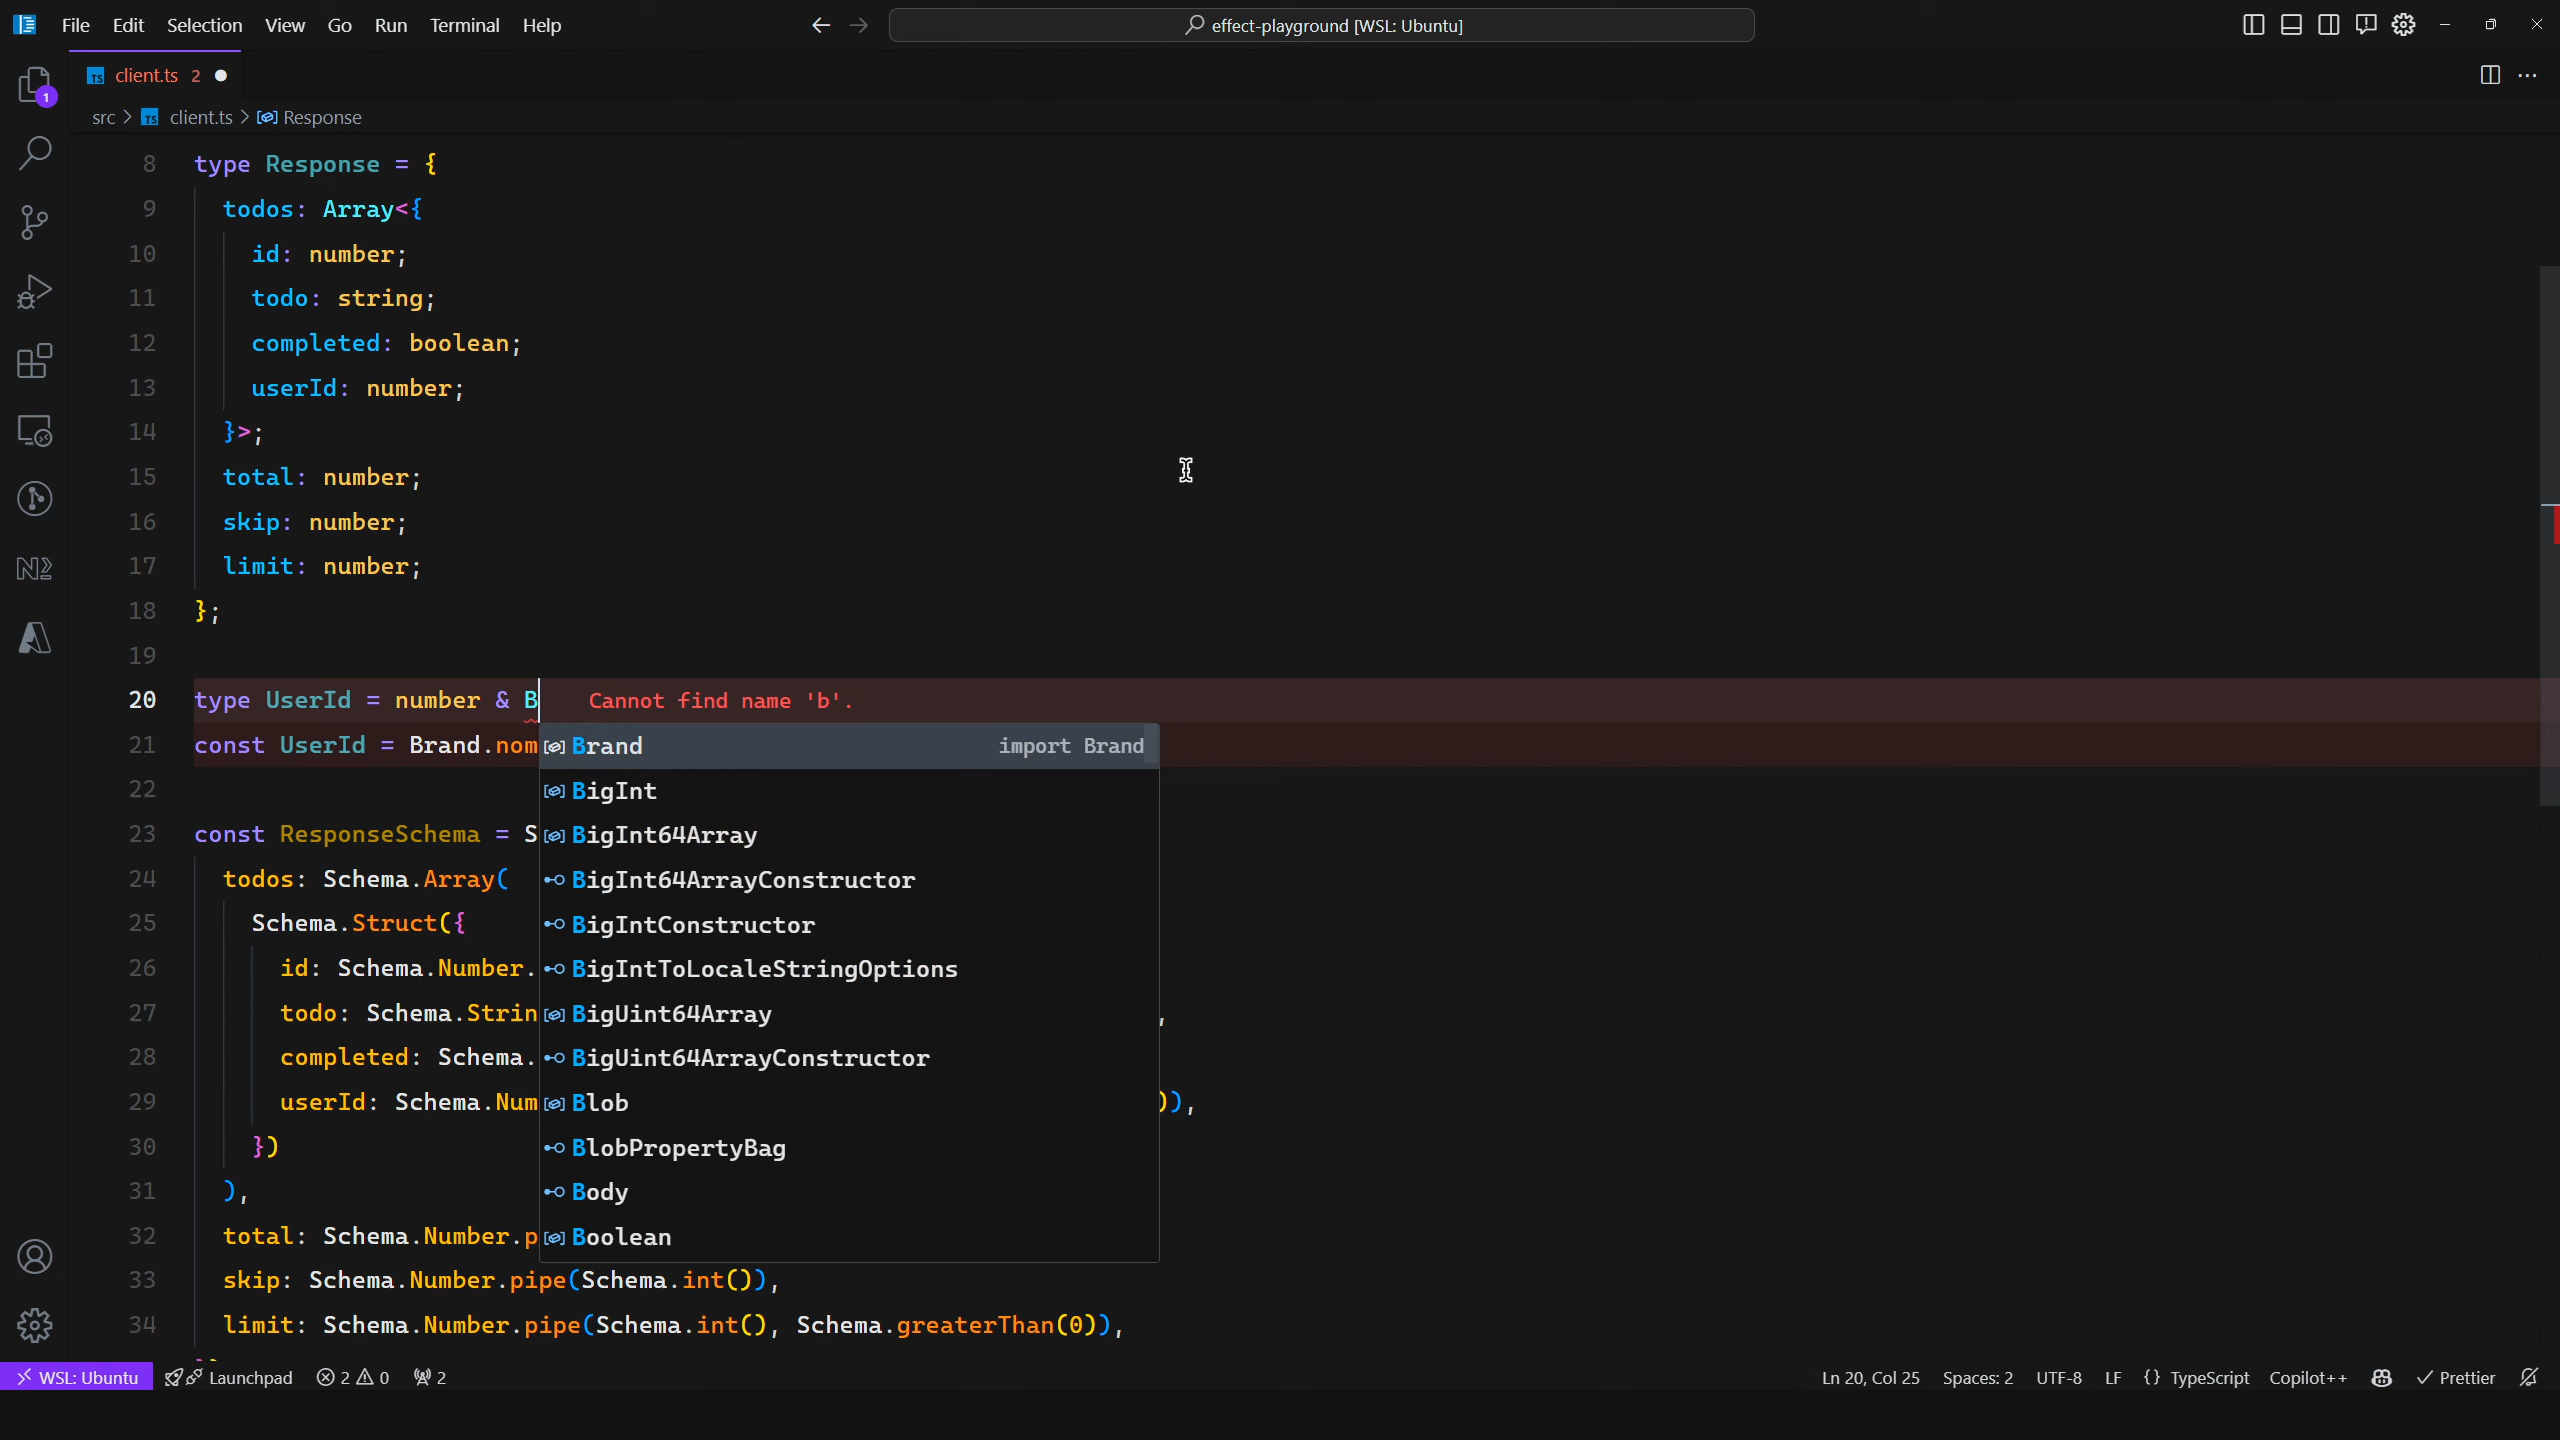 File Edit Selection View Go Run Terminal Help
effect-playground [WSL: Ubuntu]
TS client.ts 2
1
src > TS client.ts > Response
8 type Response = {
9 todos: Array<{
10 id: number;
11 todo: string;
12 completed: boolean;
13 userId: number;
14 }>;
15 total: number;
16 skip: number;
17 limit: number;
18 };
19
20 type UserId = number & B Cannot find name 'b'.
21 const UserId = Brand.nom
Brand import Brand
22
BigInt
23 const ResponseSchema = S
BigInt64Array
24 todos: Schema.Array(
BigInt64ArrayConstructor
25 Schema.Struct({
BigIntConstructor
26 id: Schema.Number.
BigIntToLocaleStringOptions
27 todo: Schema.Strin
BigUint64Array ,
28 completed: Schema.
BigUint64ArrayConstructor
29 userId: Schema.Num
Blob )),
30 })
BlobPropertyBag
31 ),
Body
32 total: Schema.Number.p
Boolean
33 skip: Schema.Number.pipe(Schema.int()),
34 limit: Schema.Number.pipe(Schema.int(), Schema.greaterThan(0)),
WSL: Ubuntu Launchpad 2 0 2 Ln 20, Col 25 Spaces: 2 UTF-8 LF {} TypeScript Copilot++ Prettier